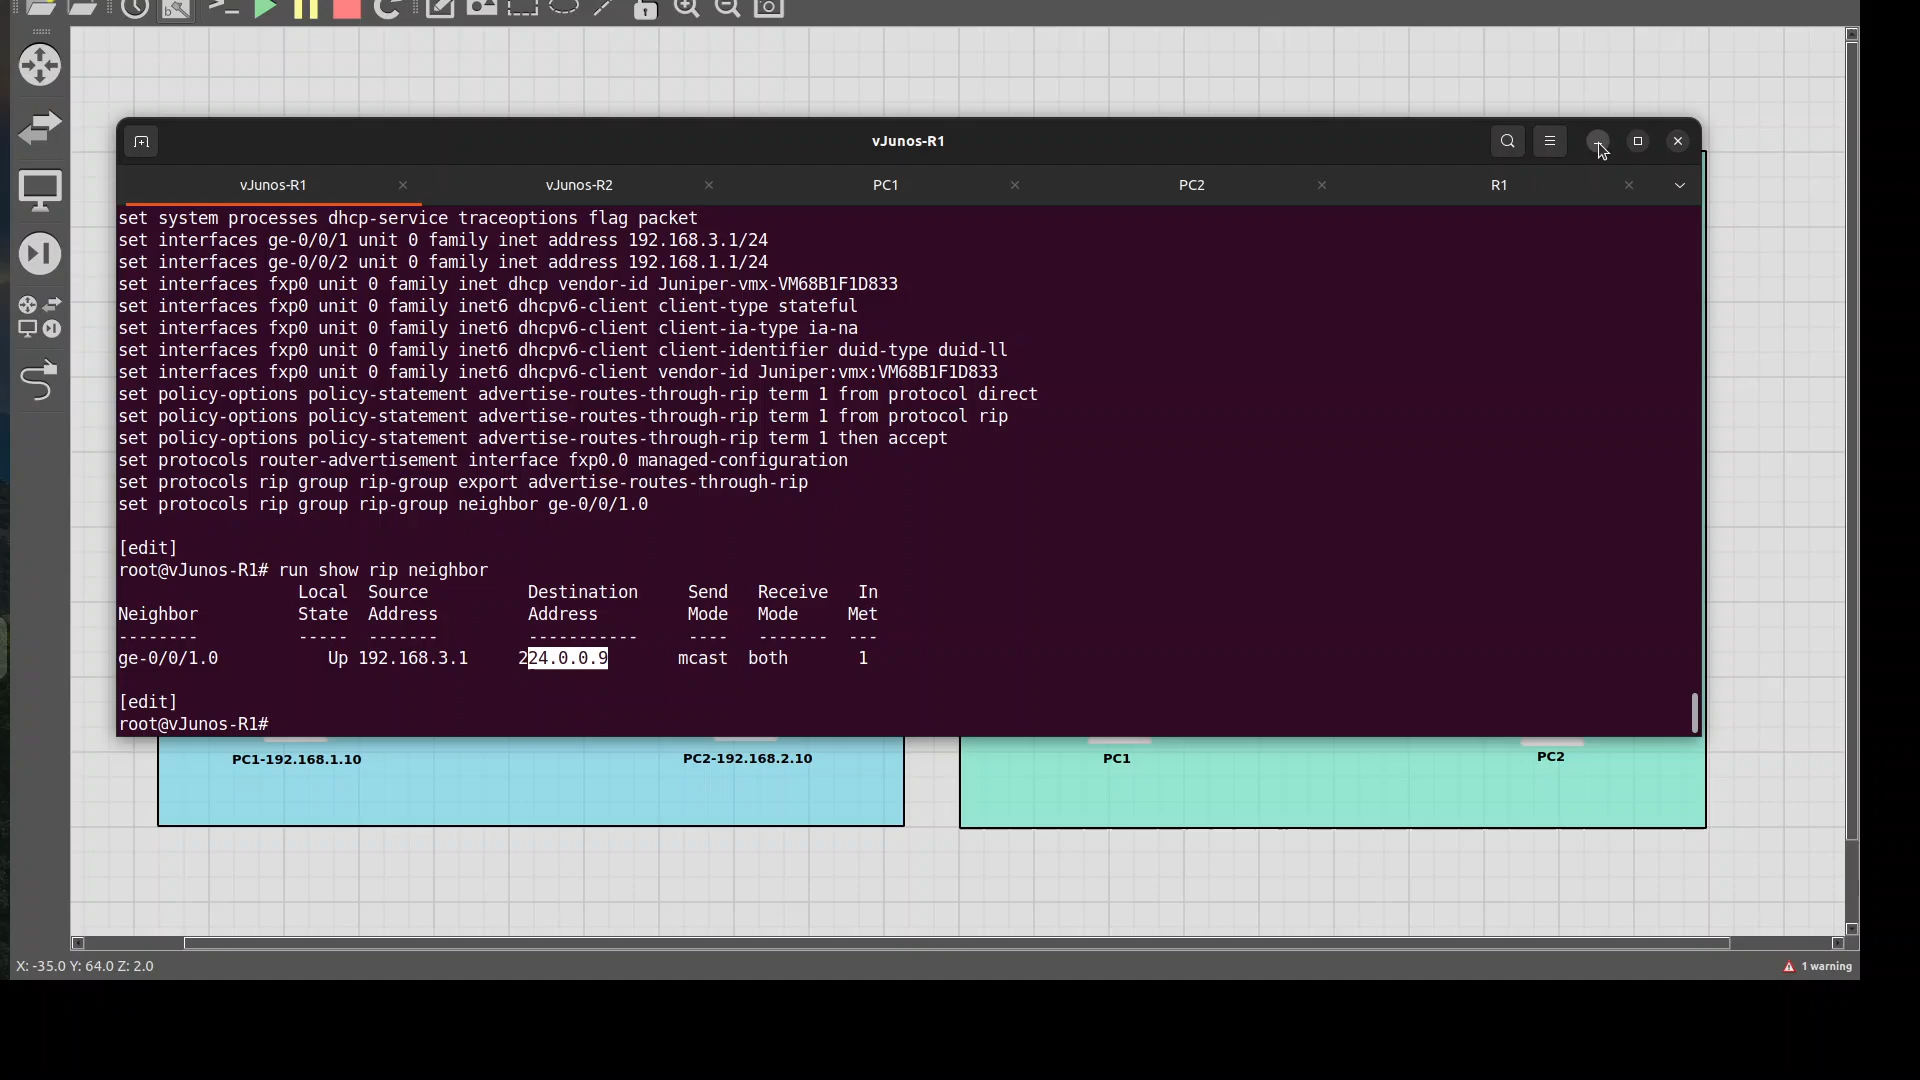 vJunos-R1
vJunos-R1
vJunos-R2
PC1
PC2
R1
set system processes dhcp-service traceoptions flag packet
set interfaces ge-0/0/1 unit 0 family inet address 192.168.3.1/24
set interfaces ge-0/0/2 unit 0 family inet address 192.168.1.1/24
set interfaces fxp0 unit 0 family inet dhcp vendor-id Juniper-vmx-VM68B1F1D833
set interfaces fxp0 unit 0 family inet6 dhcpv6-client client-type stateful
set interfaces fxp0 unit 0 family inet6 dhcpv6-client client-ia-type ia-na
set interfaces fxp0 unit 0 family inet6 dhcpv6-client client-identifier duid-type duid-ll
set interfaces fxp0 unit 0 family inet6 dhcpv6-client vendor-id Juniper:vmx:VM68B1F1D833
set policy-options policy-statement advertise-routes-through-rip term 1 from protocol direct
set policy-options policy-statement advertise-routes-through-rip term 1 from protocol rip
set policy-options policy-statement advertise-routes-through-rip term 1 then accept
set protocols router-advertisement interface fxp0.0 managed-configuration
set protocols rip group rip-group export advertise-routes-through-rip
set protocols rip group rip-group neighbor ge-0/0/1.0
[edit]
root@vJunos-R1# run show rip neighbor
Local Source Destination Send Receive In
Neighbor State Address Address Mode Mode Met
-------- ----- ------- ----------- ---- ------- ---
ge-0/0/1.0 Up 192.168.3.1 224.0.0.9 mcast both 1
[edit]
root@vJunos-R1#
PC1-192.168.1.10
PC2-192.168.2.10
PC1
PC2
X: -35.0 Y: 64.0 Z: 2.0
1 warning